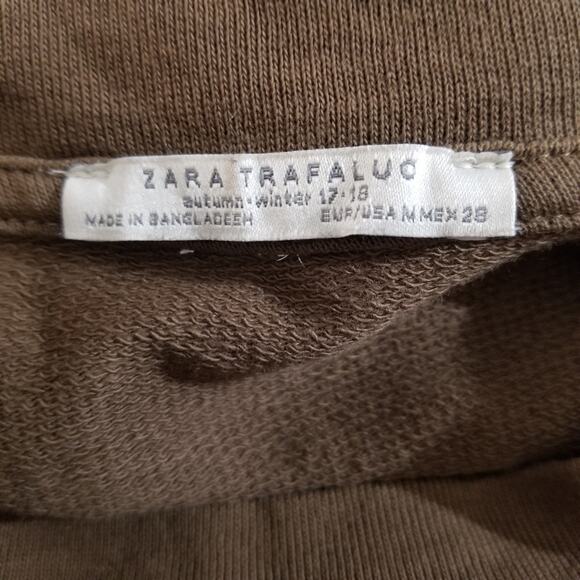 ZARA TRAFALUC
autumn·winter 17·18
MADE IN BANGLADESH EUR/USA M MEX 28